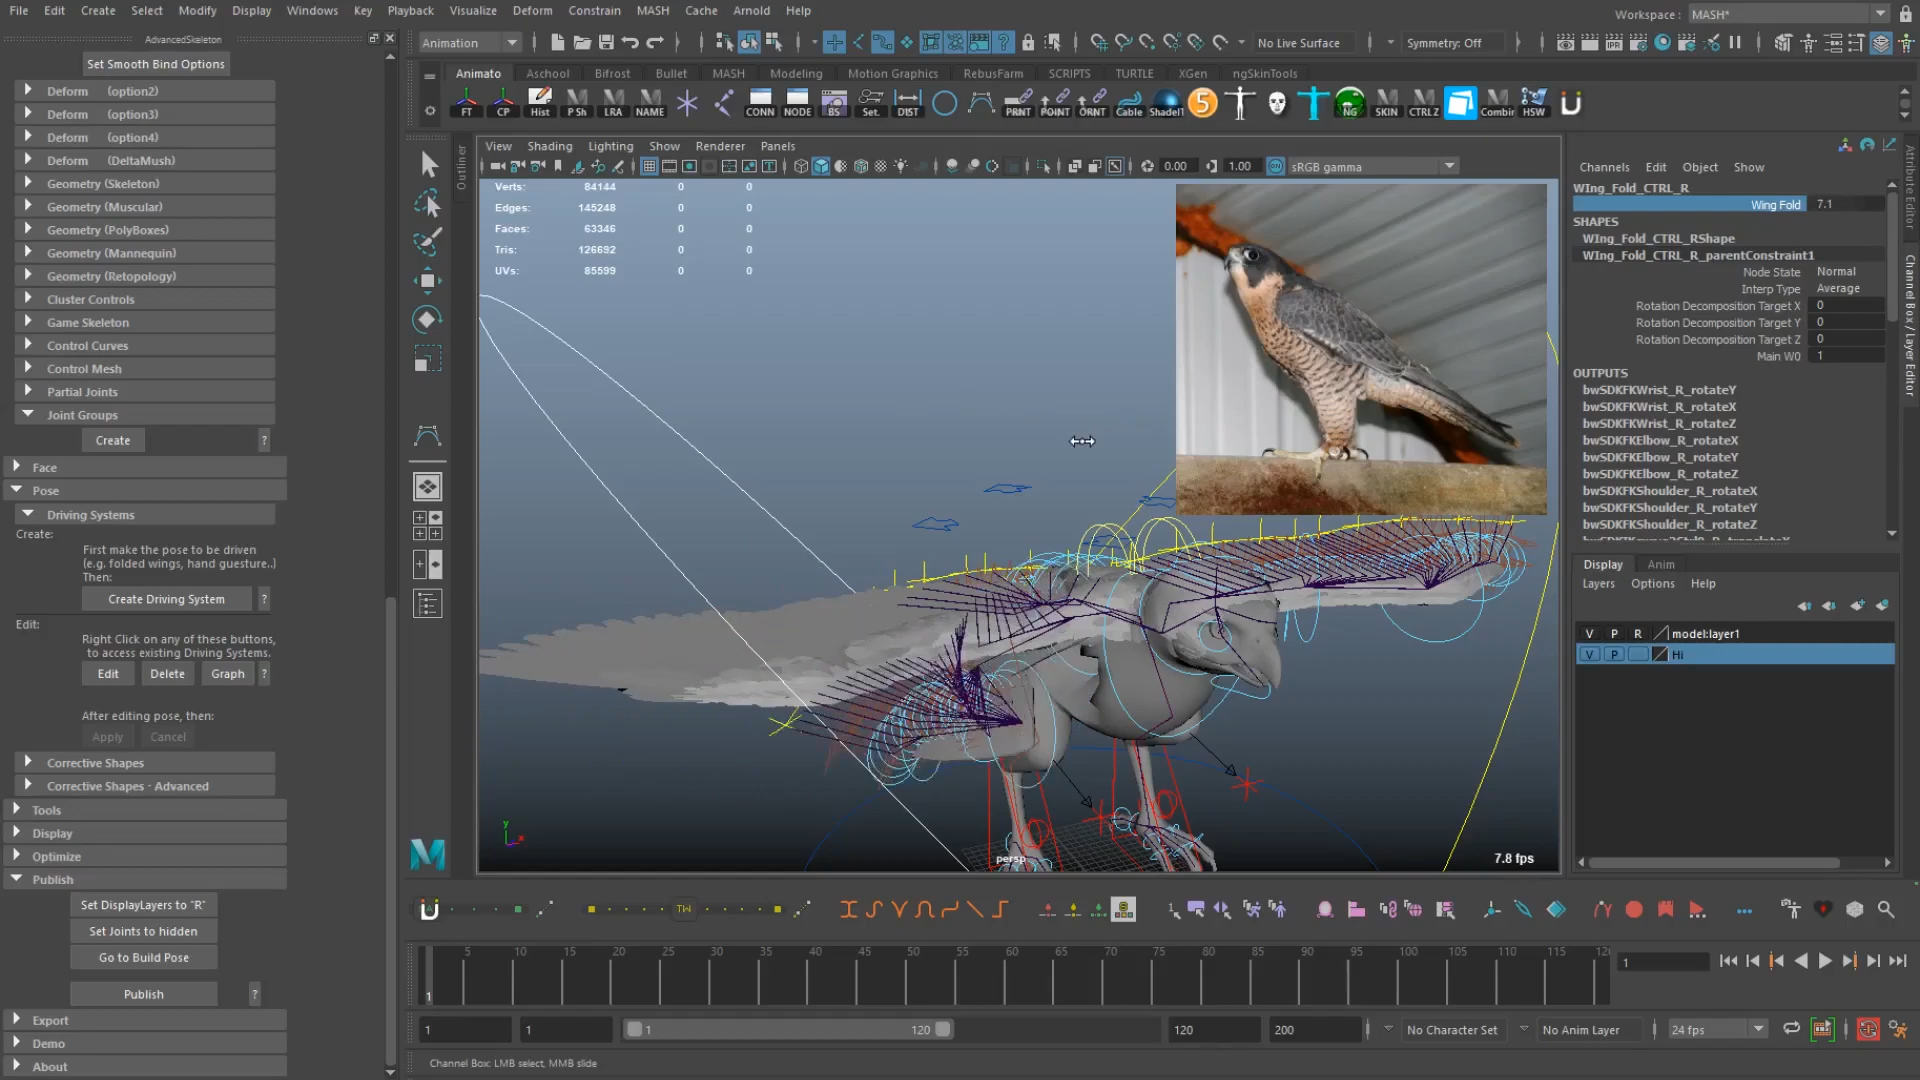 File Edit Create Select Modify Display Windows Key Playback Visualize Deform Constrain MASH Cache Arnold Help
Workspace : MASH*
AdvancedSkeleton
Animation
No Live Surface
Symmetry: Off
Set Smooth Bind Options
Deform (option2)
Deform (option3)
Deform (option4)
Deform (DeltaMush)
Geometry (Skeleton)
Geometry (Muscular)
Geometry (PolyBoxes)
Geometry (Mannequin)
Geometry (Retopology)
Cluster Controls
Game Skeleton
Control Curves
Control Mesh
Partial Joints
Joint Groups
Create ?
Face
Pose
Driving Systems
Create:
First make the pose to be driven
(e.g. folded wings, hand guesture..)
Then:
Create Driving System ?
Edit:
Right Click on any of these buttons,
to access existing Driving Systems.
Edit Delete Graph ?
After editing pose, then:
Apply Cancel
Corrective Shapes
Corrective Shapes - Advanced
Tools
Display
Optimize
Publish
Set DisplayLayers to "R"
Set Joints to hidden
Go to Build Pose
Publish ?
Export
Demo
About
Animato Aschool Bifrost Bullet MASH Modeling Motion Graphics RebusFarm SCRIPTS TURTLE XGen ngSkinTools
FT CP Hist P Sh LRA NAME CONN NODE BS Set. DIST PRNT POINT ORNT Cable ShadeIT 5 NG SKIN CTRLZ Combir HSW
Outliner
View Shading Lighting Show Renderer Panels
0.00 1.00 sRGB gamma
Verts: 84144 0 0
Edges: 145248 0 0
Faces: 63346 0 0
Tris: 126692 0 0
UVs: 85599 0 0
y
x
persp
7.8 fps
Channels Edit Object Show
WIng_Fold_CTRL_R
Wing Fold 7.1
SHAPES
WIng_Fold_CTRL_RShape
WIng_Fold_CTRL_R_parentConstraint1
Node State Normal
Interp Type Average
Rotation Decomposition Target X 0
Rotation Decomposition Target Y 0
Rotation Decomposition Target Z 0
Main W0 1
OUTPUTS
bwSDKFKWrist_R_rotateY
bwSDKFKWrist_R_rotateX
bwSDKFKWrist_R_rotateZ
bwSDKFKElbow_R_rotateX
bwSDKFKElbow_R_rotateY
bwSDKFKElbow_R_rotateZ
bwSDKFKShoulder_R_rotateX
bwSDKFKShoulder_R_rotateY
bwSDKFKShoulder_R_rotateZ
Attribute Editor
Channel Box / Layer Editor
Display Anim
Layers Options Help
V P R model:layer1
V P Hi
TW
5 10 15 20 25 30 35 40 45 50 55 60 65 70 75 80 85 90 95 100 105 110 115 12
1
1
1 1 1 120 120 200 No Character Set No Anim Layer 24 fps
Channel Box: LMB select, MMB slide